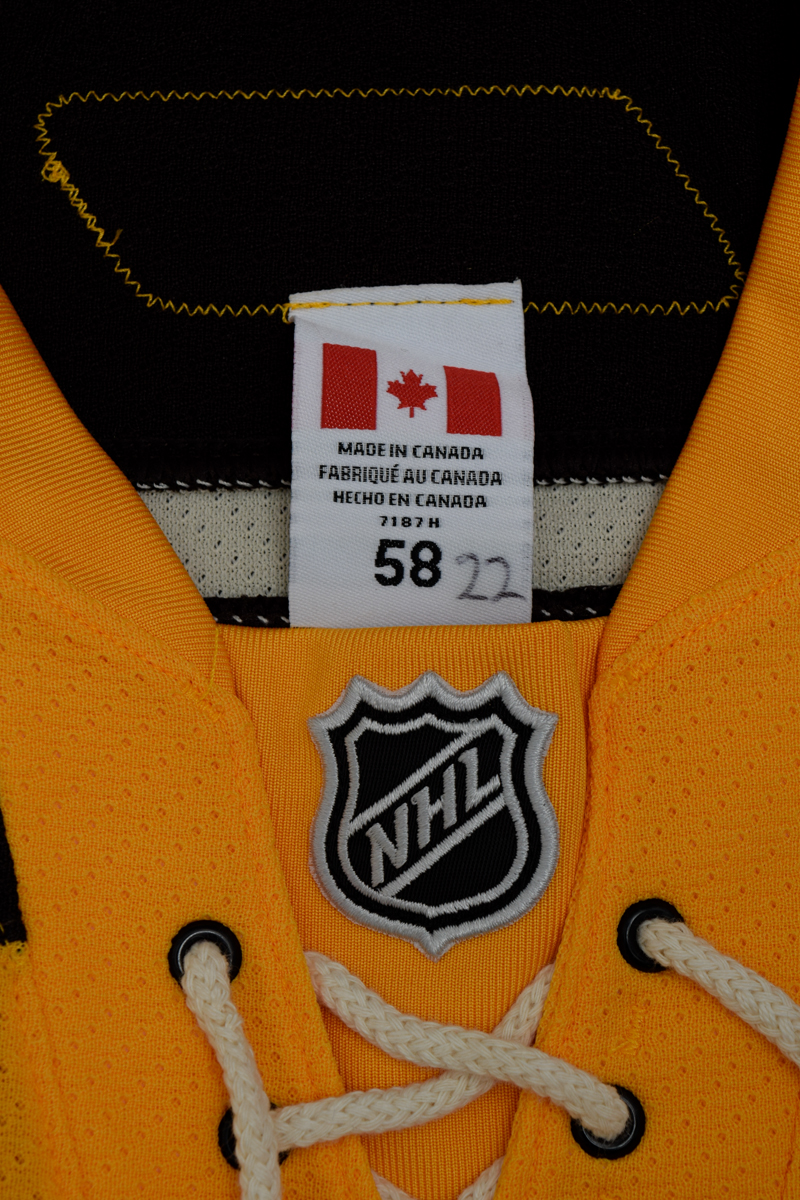 MADE IN CANADA
FABRIQUÉ AU CANADA
HECHO EN CANADA
7187 H
58 22
NHL